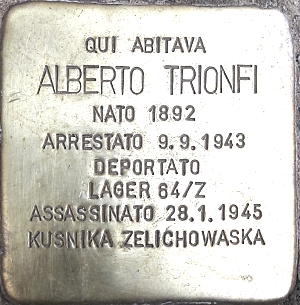 QUI ABITAVA
ALBERTO TRIONFI
NATO 1892
ARRESTATO 9.9.1943
DEPORTATO
LAGER 64/Z
ASSASSINATO 28.1.1945
KUSNIKA ZELICHOWASKA